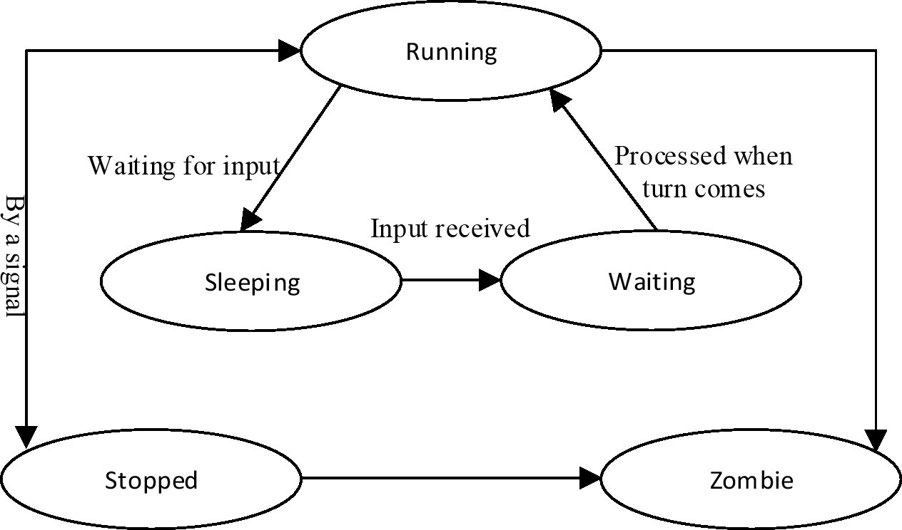 Running
Waiting for input
Processed when
turn comes
By a signal
Input received
Sleeping
Waiting
Stopped
Zombie